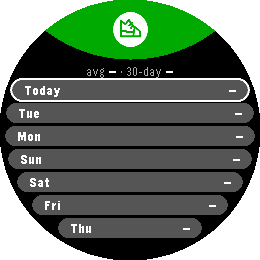 avg – · 30-day –
Today –
Tue –
Mon –
Sun –
Sat –
Fri –
Thu –